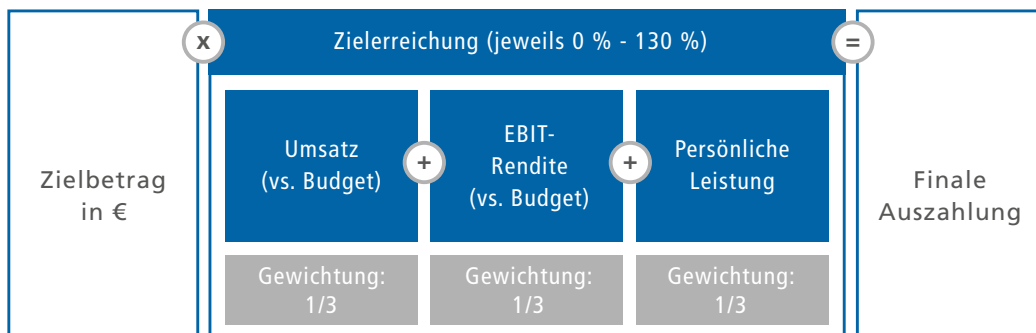 Zielbetrag
in €
x
Zielerreichung (jeweils 0 % - 130 %)
=
Umsatz
(vs. Budget)
+
EBIT-
Rendite
(vs. Budget)
+
Persönliche
Leistung
Gewichtung:
1/3
Gewichtung:
1/3
Gewichtung:
1/3
Finale
Auszahlung